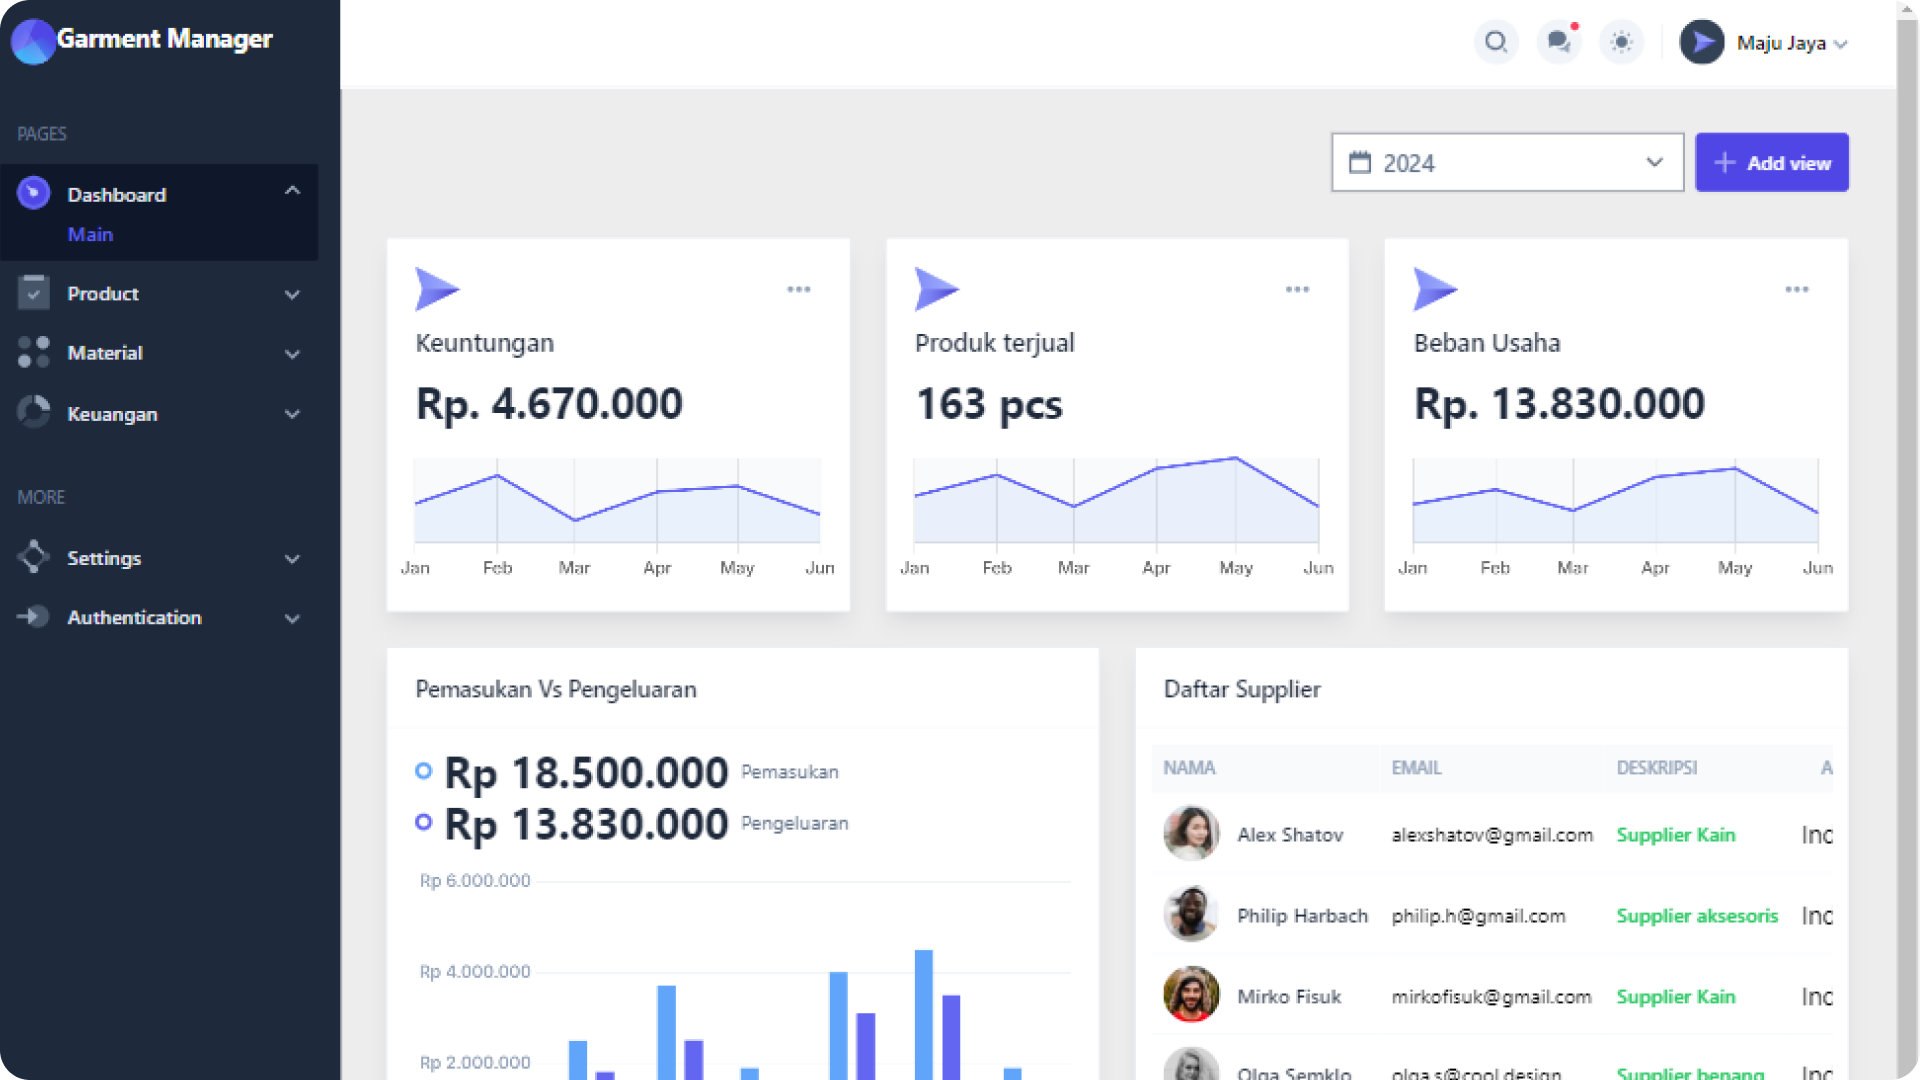 Garment Manager
Maju Jaya
PAGES
Dashboard
Main
Product
Material
Keuangan
MORE
Settings
Authentication
2024
Add view
Keuntungan
Rp. 4.670.000
Jan Feb Mar Apr May Jun
Produk terjual
163 pcs
Jan Feb Mar Apr May Jun
Beban Usaha
Rp. 13.830.000
Jan Feb Mar Apr May Jun
Pemasukan Vs Pengeluaran
Rp 18.500.000 Pemasukan
Rp 13.830.000 Pengeluaran
Rp 6.000.000
Rp 4.000.000
Rp 2.000.000
Daftar Supplier
NAMA EMAIL DESKRIPSI A
Alex Shatov alexshatov@gmail.com Supplier Kain
Philip Harbach philip.h@gmail.com Supplier aksesoris
Mirko Fisuk mirkofisuk@gmail.com Supplier Kain
Olga Semklo olga.s@cool.design Supplier benang